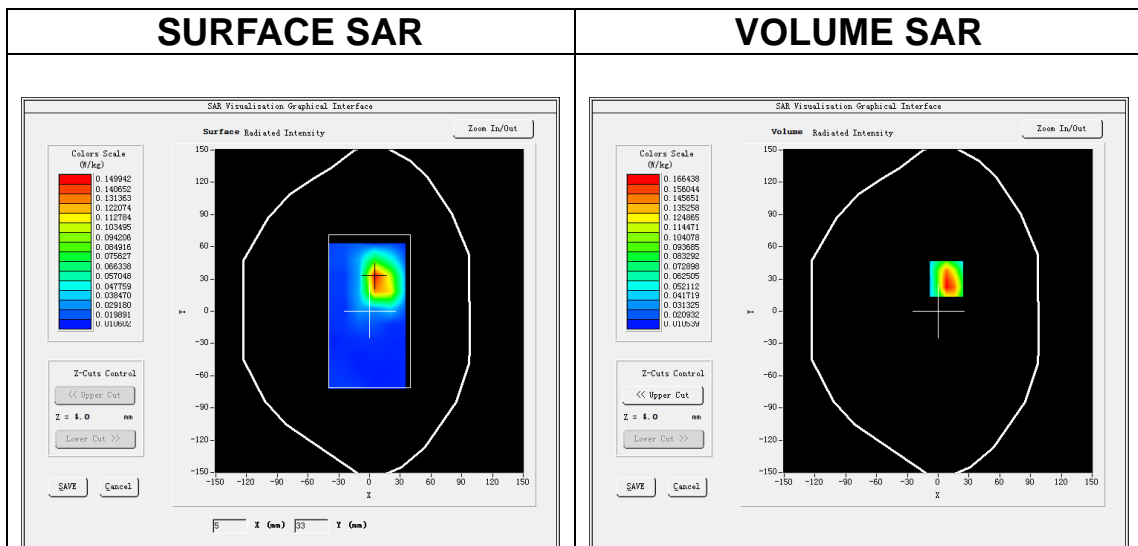 SURFACE SAR
VOLUME SAR
SAR Visualisation Graphical Interface
Surface Radiated Intensity
Zoom In/Out
Colors Scale
(W/kg)
0.149942
0.140652
0.131363
0.122074
0.112784
0.103495
0.094206
0.084916
0.075627
0.066338
0.057048
0.047759
0.038470
0.029180
0.019891
0.010602
Z-Cuts Control
<< Upper Cut
Z = 4.0 mm
Lower Cut >>
SAVE Cancel
150
120
90
60
30
0
-30
-60
-90
-120
-150
Y
-150 -120 -90 -60 -30 0 30 60 90 120 150
X
5 X (mm) 33 Y (mm)
SAR Visualisation Graphical Interface
Volume Radiated Intensity
Zoom In/Out
Colors Scale
(W/kg)
0.166438
0.156044
0.145651
0.135258
0.124865
0.114471
0.104078
0.093685
0.083292
0.072898
0.062505
0.052112
0.041719
0.031325
0.020932
0.010539
Z-Cuts Control
<< Upper Cut
Z = 4.0 mm
Lower Cut >>
SAVE Cancel
150
120
90
60
30
0
-30
-60
-90
-120
-150
Y
-150 -120 -90 -60 -30 0 30 60 90 120 150
X